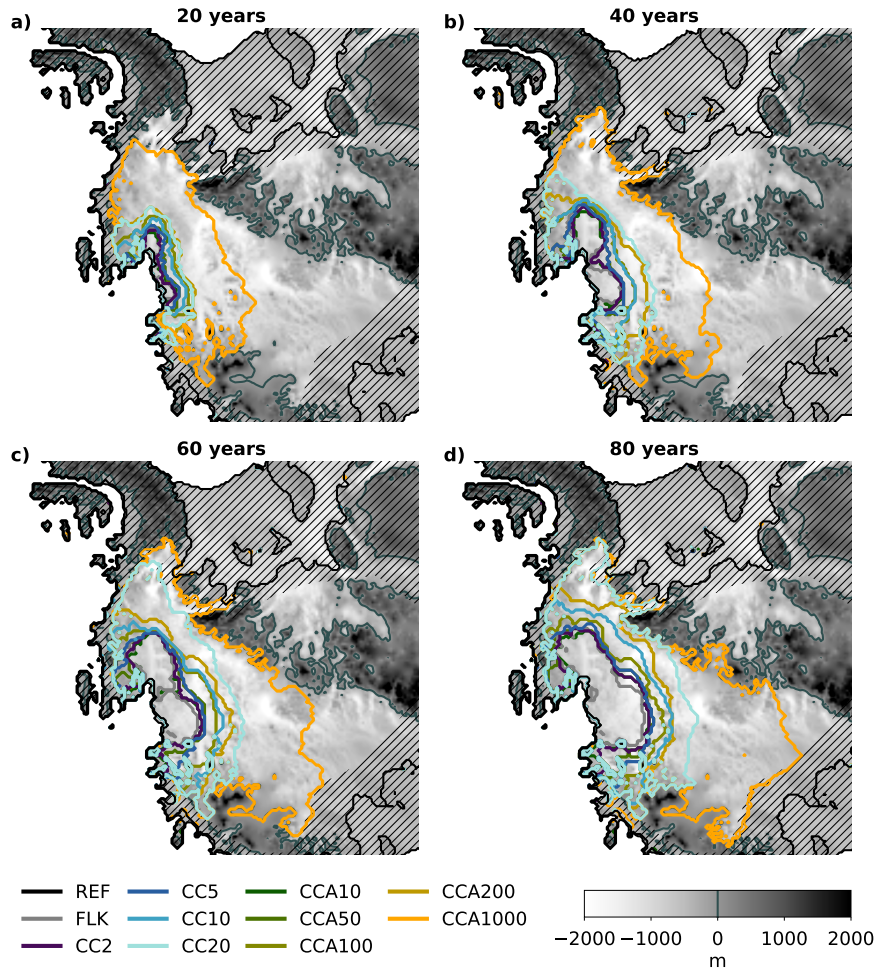 a) 20 years
b) 40 years
c) 60 years
d) 80 years
REF CC5 CCA10 CCA200
FLK CC10 CCA50 CCA1000
CC2 CC20 CCA100
−2000 −1000 0 1000 2000
m